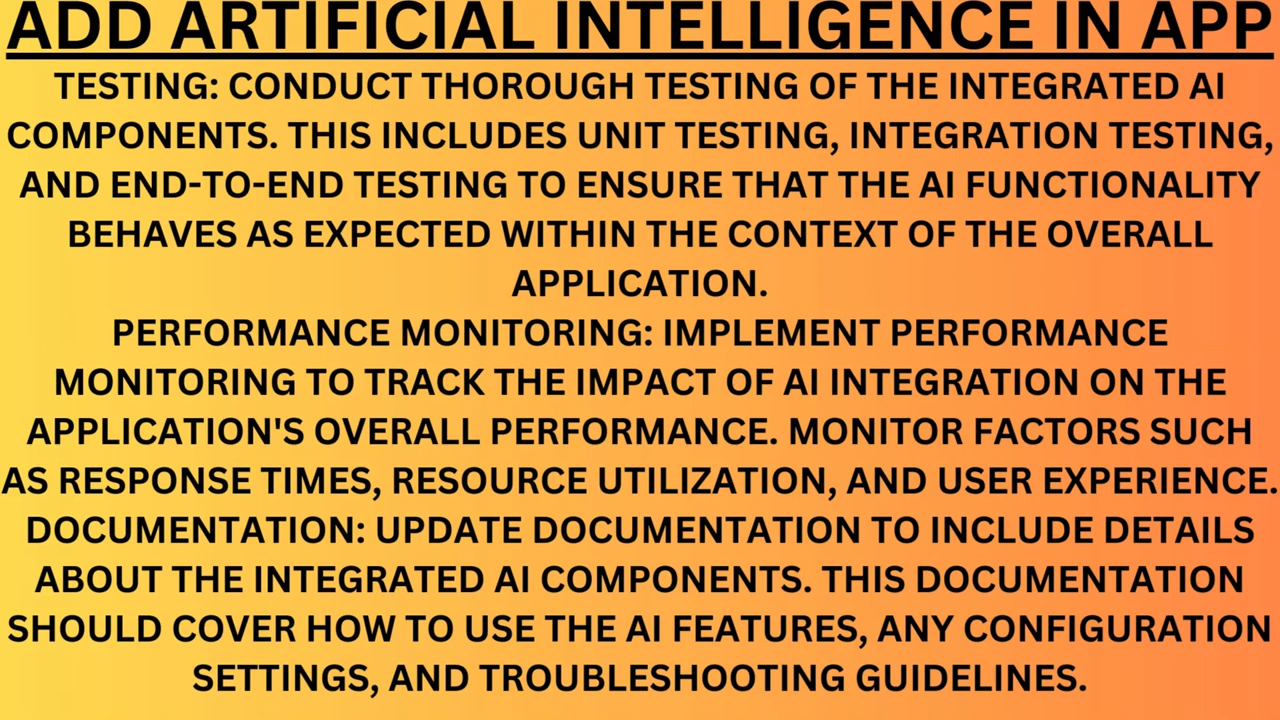 ADD ARTIFICIAL INTELLIGENCE IN APP
TESTING: CONDUCT THOROUGH TESTING OF THE INTEGRATED AI
COMPONENTS. THIS INCLUDES UNIT TESTING, INTEGRATION TESTING,
AND END-TO-END TESTING TO ENSURE THAT THE AI FUNCTIONALITY
BEHAVES AS EXPECTED WITHIN THE CONTEXT OF THE OVERALL
APPLICATION.
PERFORMANCE MONITORING: IMPLEMENT PERFORMANCE
MONITORING TO TRACK THE IMPACT OF AI INTEGRATION ON THE
APPLICATION'S OVERALL PERFORMANCE. MONITOR FACTORS SUCH
AS RESPONSE TIMES, RESOURCE UTILIZATION, AND USER EXPERIENCE.
DOCUMENTATION: UPDATE DOCUMENTATION TO INCLUDE DETAILS
ABOUT THE INTEGRATED AI COMPONENTS. THIS DOCUMENTATION
SHOULD COVER HOW TO USE THE AI FEATURES, ANY CONFIGURATION
SETTINGS, AND TROUBLESHOOTING GUIDELINES.